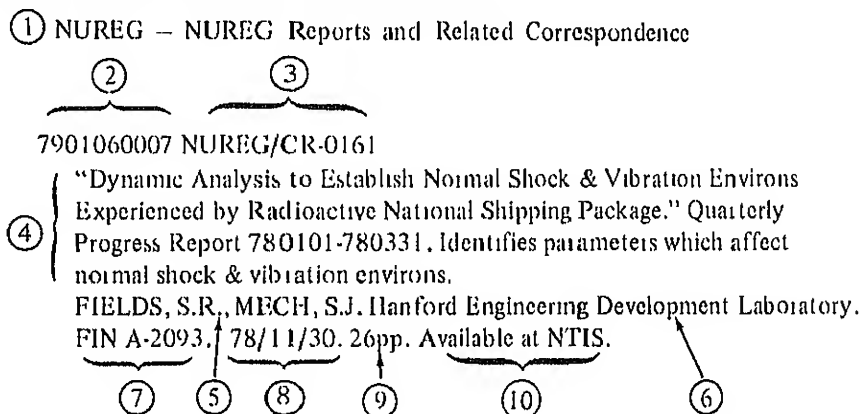 ① NUREG – NUREG Reports and Related Correspondence
② ③
7901060007 NUREG/CR-0161
"Dynamic Analysis to Establish Normal Shock & Vibration Environs
④ Experienced by Radioactive National Shipping Package." Quarterly
Progress Report 780101-780331. Identifies parameters which affect
normal shock & vibration environs.
FIELDS, S.R., MECH, S.J. Hanford Engineering Development Laboratory.
FIN A-2093. 78/11/30. 26pp. Available at NTIS.
⑦ ⑤ ⑧ ⑨ ⑩ ⑥